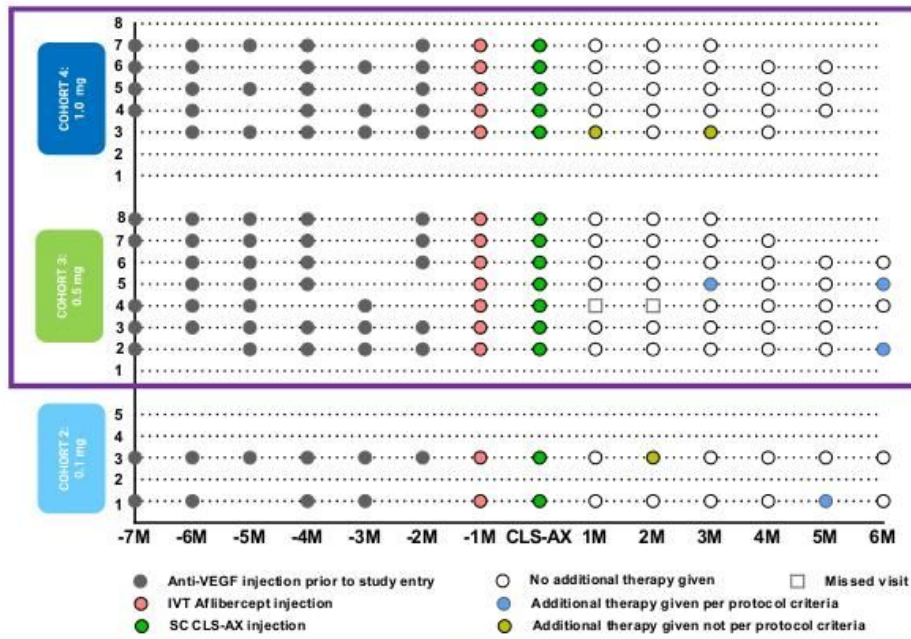 COHORT 4:
1.0 mg
8
7
6
5
4
3
2
1
COHORT 3:
0.5 mg
8
7
6
5
4
3
2
1
COHORT 2:
0.1 mg
5
4
3
2
1
-7M -6M -5M -4M -3M -2M -1M CLS-AX 1M 2M 3M 4M 5M 6M
Anti-VEGF injection prior to study entry
No additional therapy given
Missed visit
IVT Aflibercept injection
Additional therapy given per protocol criteria
SC CLS-AX injection
Additional therapy given not per protocol criteria